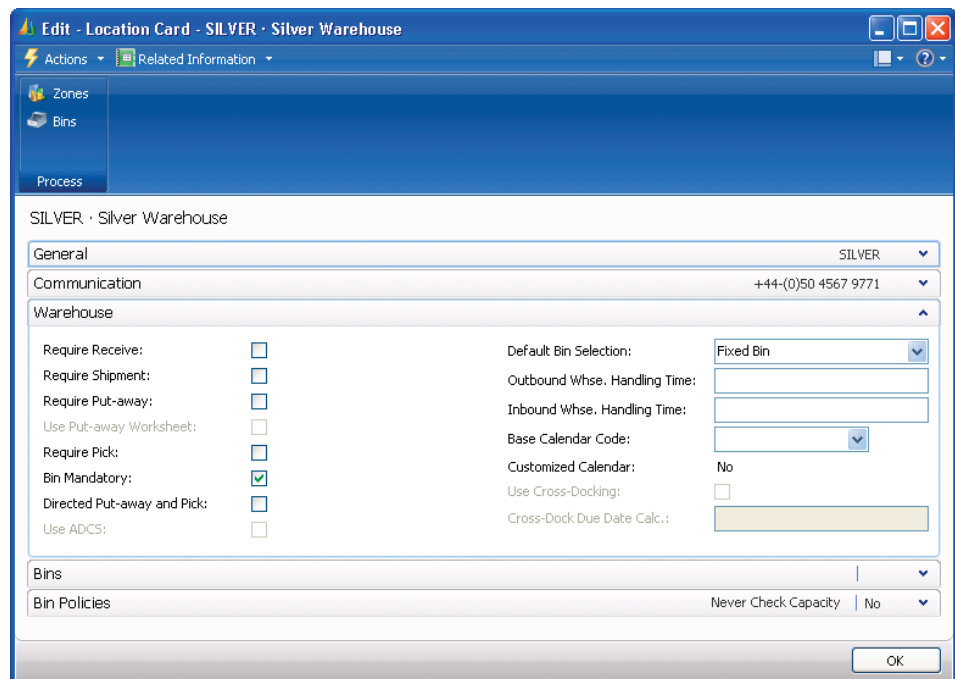 Edit - Location Card - SILVER · Silver Warehouse
Actions Related Information
Zones
Bins
Process
SILVER · Silver Warehouse
General SILVER
Communication +44-(0)50 4567 9771
Warehouse
Require Receive:
Require Shipment:
Require Put-away:
Use Put-away Worksheet:
Require Pick:
Bin Mandatory:
Directed Put-away and Pick:
Use ADCS:
Default Bin Selection: Fixed Bin
Outbound Whse. Handling Time:
Inbound Whse. Handling Time:
Base Calendar Code:
Customized Calendar: No
Use Cross-Docking:
Cross-Dock Due Date Calc.:
Bins
Bin Policies Never Check Capacity No
OK